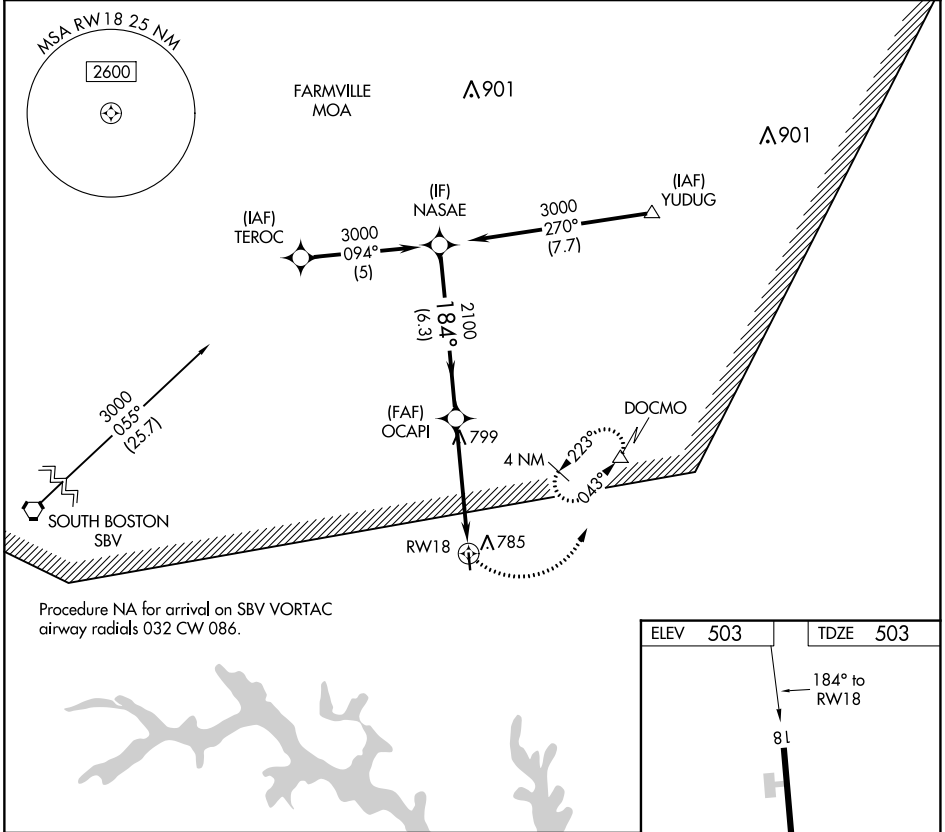 MSA RW18 25 NM
2600
FARMVILLE
MOA
901
901
(IAF)
TEROC
3000
094°
(5)
(IF)
NASAE
3000
270°
(7.7)
(IAF)
YUDUG
2100
184°
(6.3)
3000
055°
(25.7)
(FAF)
OCAPI
799
DOCMO
4 NM
223°
043°
SOUTH BOSTON
SBV
RW18
785
Procedure NA for arrival on SBV VORTAC
airway radials 032 CW 086.
ELEV 503
TDZE 503
184° to
RW18
18